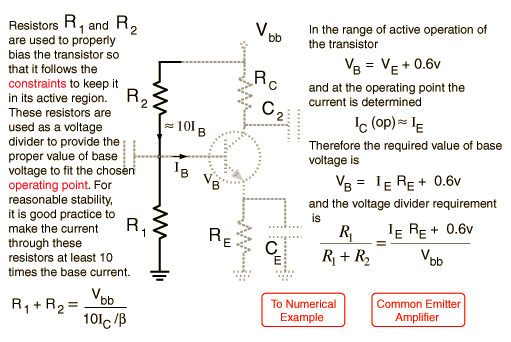 Resistors R1 and R2
are used to properly
bias the transistor so
that it follows the
constraints to keep it
in its active region.
These resistors are
used as a voltage
divider to provide the
proper value of base
voltage to fit the chosen
operating point. For
reasonable stability,
it is good practice to
make the current
through these
resistors at least 10
times the base current.
R1 + R2 = Vbb / 10IC /β
Vbb
RC
R2
C2
≈ 10IB
IB
VB
R1
RE
CE
In the range of active operation of
the transistor
VB = VE + 0.6v
and at the operating point the
current is determined
IC (op) ≈ IE
Therefore the required value of base
voltage is
VB = IE RE + 0.6v
and the voltage divider requirement
is
R1 / R1 + R2 = IE RE + 0.6v / Vbb
To Numerical
Example
Common Emitter
Amplifier